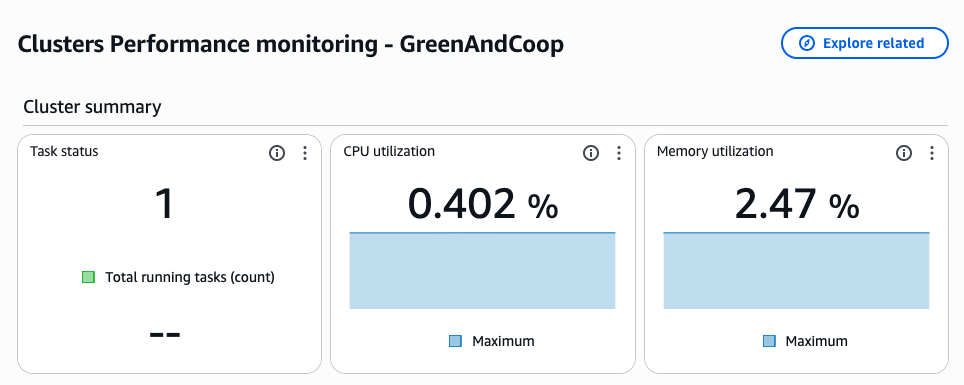 Clusters Performance monitoring - GreenAndCoop
Explore related
Cluster summary
Task status
1
Total running tasks (count)
--
CPU utilization
0.402 %
Maximum
Memory utilization
2.47 %
Maximum